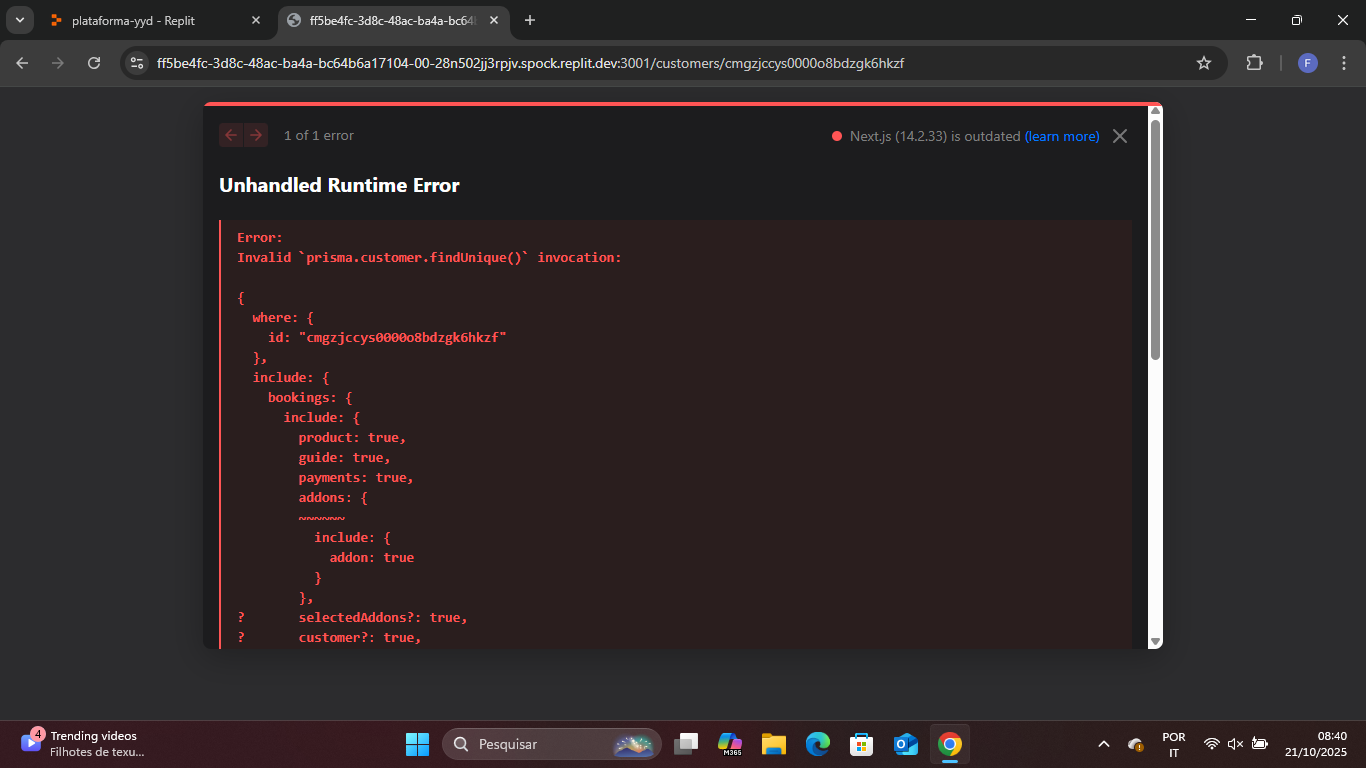 plataforma-yyd - Replit
ff5be4fc-3d8c-48ac-ba4a-bc64
ff5be4fc-3d8c-48ac-ba4a-bc64b6a17104-00-28n502jj3rpjv.spock.replit.dev:3001/customers/cmgzjccys0000o8bdzgk6hkzf
F
1 of 1 error
Next.js (14.2.33) is outdated (learn more)
Unhandled Runtime Error
Error:
Invalid `prisma.customer.findUnique()` invocation:
{
where: {
id: "cmgzjccys0000o8bdzgk6hkzf"
},
include: {
bookings: {
include: {
product: true,
guide: true,
payments: true,
addons: {
~~~~~~
include: {
addon: true
}
},
? selectedAddons?: true,
? customer?: true,
4
Trending videos
Filhotes de texu...
Pesquisar
M365
POR
IT
08:40
21/10/2025